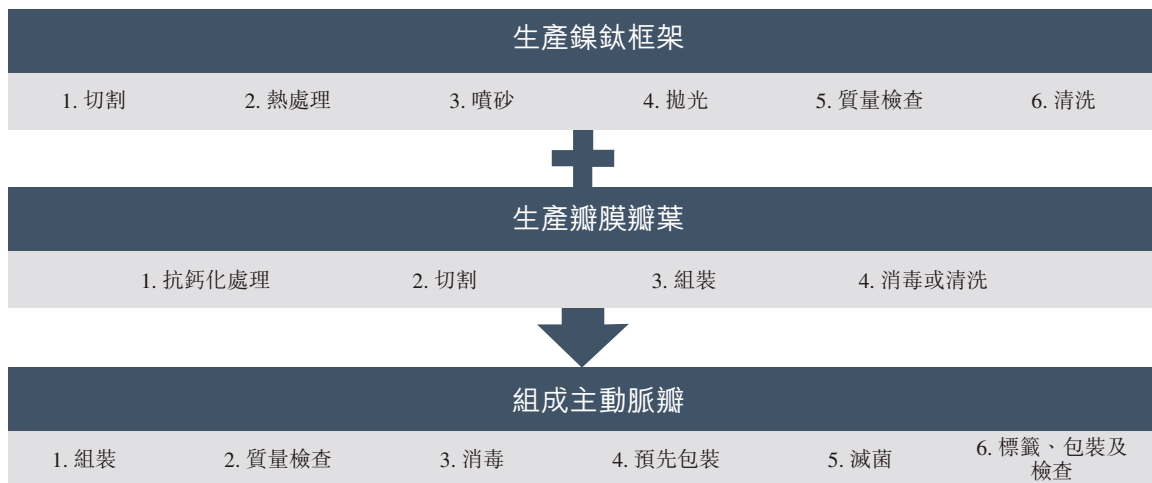 生產鎳鈦框架
1. 切割 2. 熱處理 3. 噴砂 4. 拋光 5. 質量檢查 6. 清洗
生產瓣膜瓣葉
1. 抗鈣化處理 2. 切割 3. 組裝 4. 消毒或清洗
組成主動脈瓣
1. 組裝 2. 質量檢查 3. 消毒 4. 預先包裝 5. 滅菌 6. 標籤、包裝及
檢查